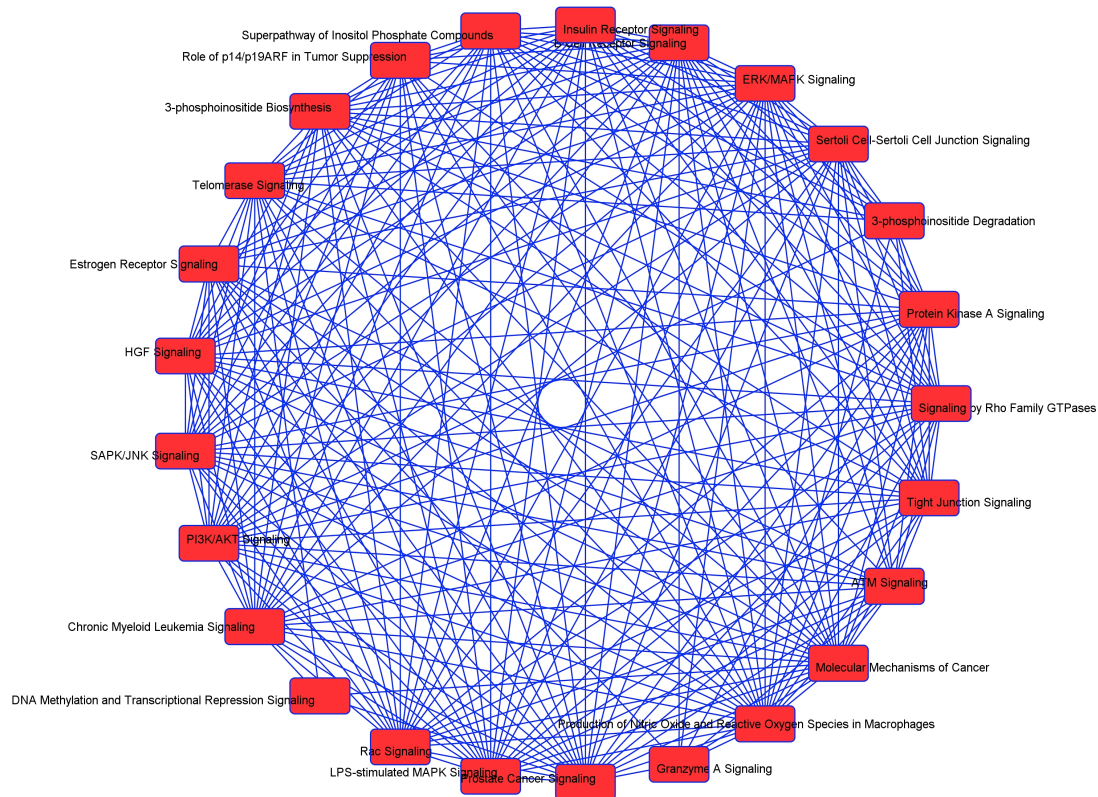 Insulin Receptor Signaling
Superpathway of Inositol Phosphate Compounds
B Cell Receptor Signaling
Role of p14/p19ARF in Tumor Suppression
ERK/MAPK Signaling
3-phosphoinositide Biosynthesis
Sertoli Cell-Sertoli Cell Junction Signaling
Telomerase Signaling
3-phosphoinositide Degradation
Estrogen Receptor Signaling
Protein Kinase A Signaling
HGF Signaling
Signaling by Rho Family GTPases
SAPK/JNK Signaling
Tight Junction Signaling
PI3K/AKT Signaling
ATM Signaling
Chronic Myeloid Leukemia Signaling
Molecular Mechanisms of Cancer
DNA Methylation and Transcriptional Repression Signaling
Production of Nitric Oxide and Reactive Oxygen Species in Macrophages
Rac Signaling
Granzyme A Signaling
LPS-stimulated MAPK Signaling
Prostate Cancer Signaling